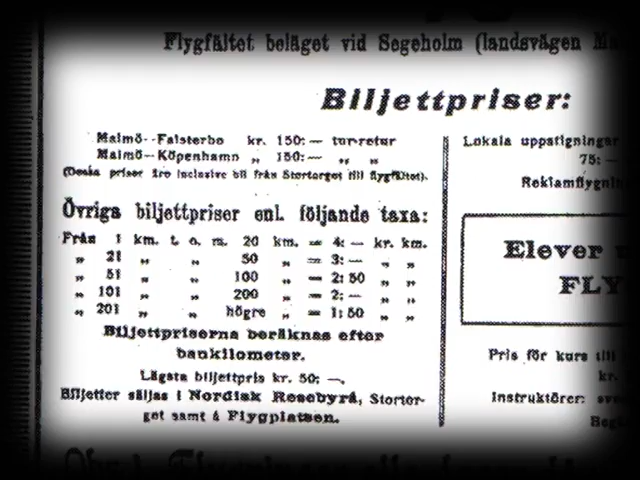 Flygfältet beläget vid Segeholm (landsvägen
Biljettpriser:
Malmö--Falsterbo kr. 150:— tur-retur
Malmö—Köpenhamn „ 150:— „ „
(Dessa priser äro inclusive bil från Stortorget till flygfältet).
Övriga biljettpriser enl. följande taxa:
Från 1 km. t. o. m. 20 km. = 4:— kr. km.
„ 21 „ „ 50 „ = 3:— „ „
„ 51 „ „ 100 „ = 2:50 „ „
„ 101 „ „ 200 „ = 2:— „ „
„ 201 „ „ högre „ = 1:50 „ „
Biljettpriserna beräknas efter
bankilometer.
Lägsta biljettpris kr. 50: —.
Biljetter säljas i Nordisk Resebyrå, Stortor-
get samt å Flygplatsen.
Lokala uppstigningar
75: —
Reklamflygnin
Elever
FLY
Pris för kurs till
kr.
Instruktörer: